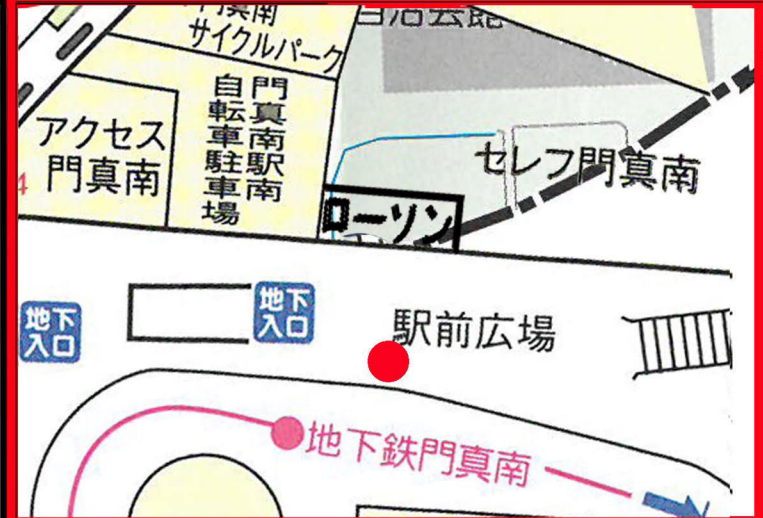 門真南
サイクルパーク
自治会館
門真南駅南
自転車駐車場
アクセス
門真南
セルフ門真南
4
ローソン
地下
入口
地下
入口
駅前広場
地下鉄門真南